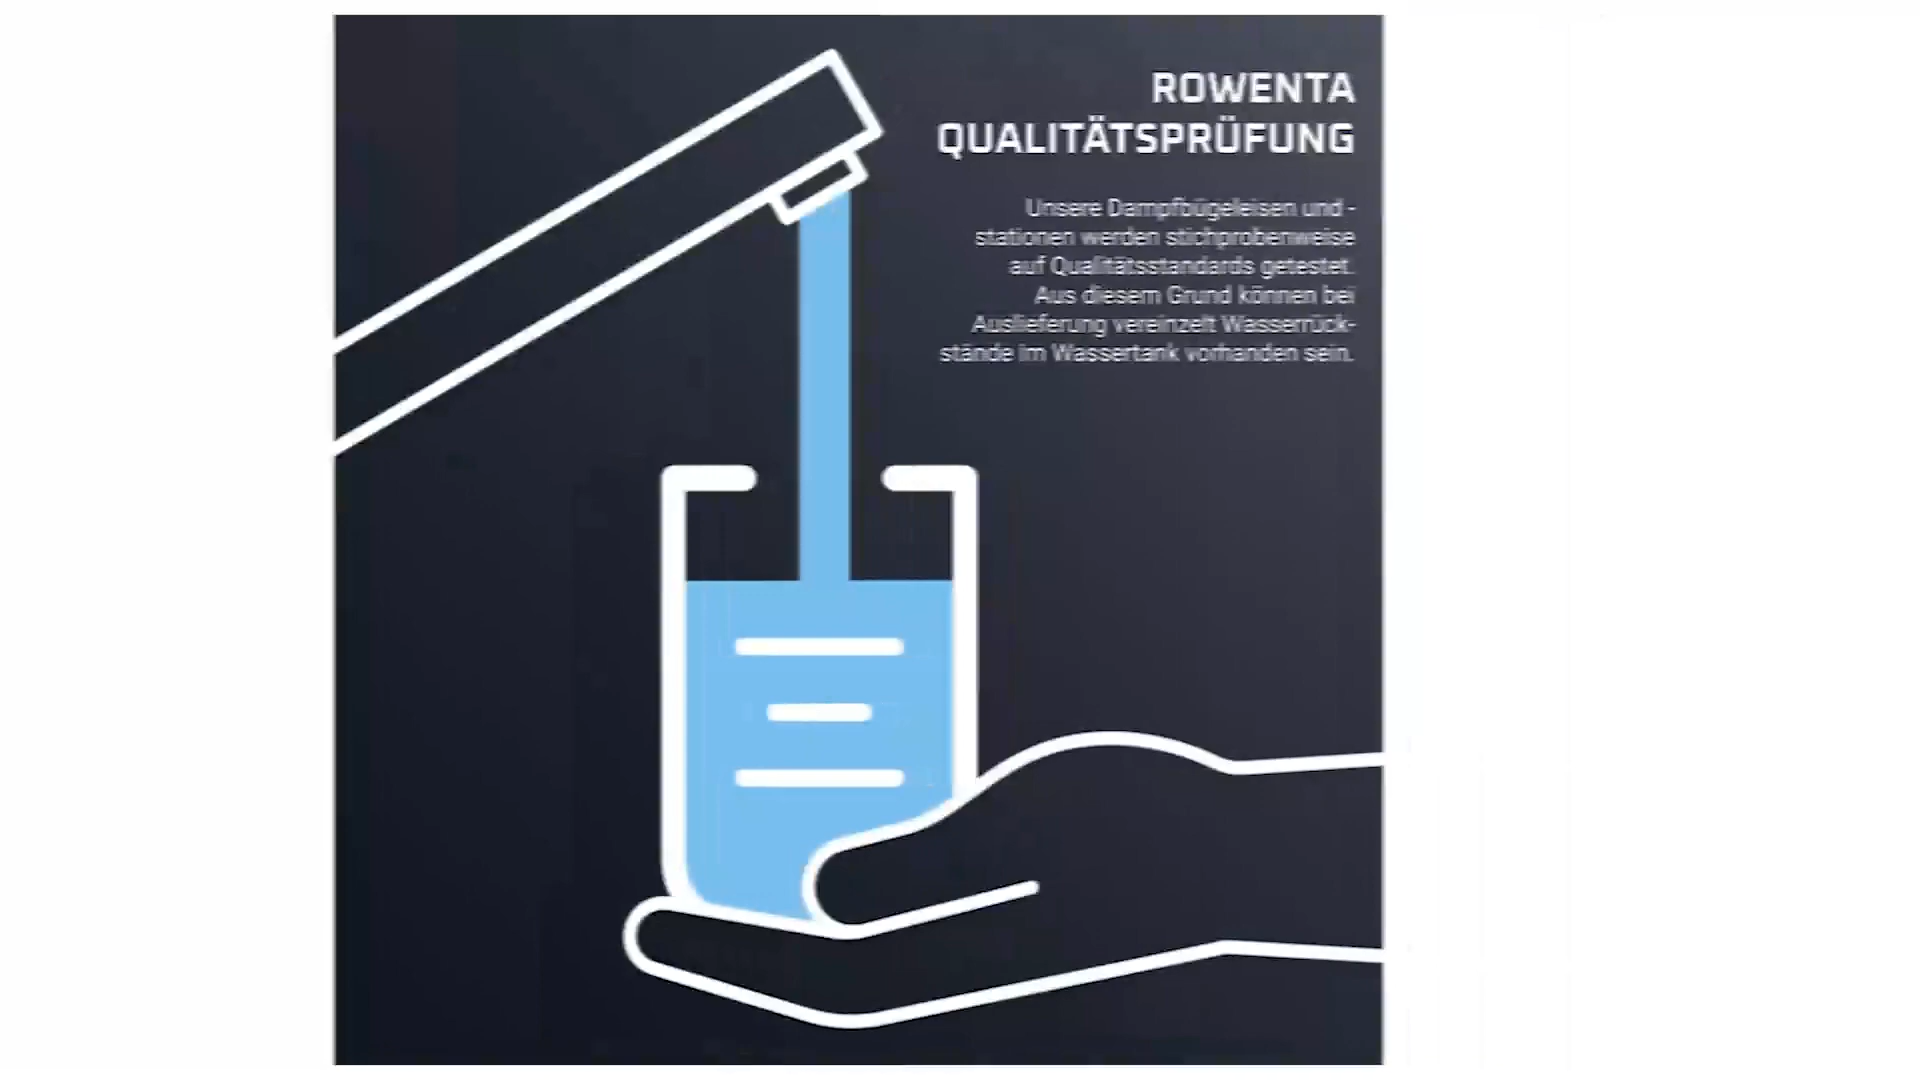 ROWENTA
QUALITÄTSPRÜFUNG
Unsere Dampfbügeleisen und -
stationen werden stichprobenweise
auf Qualitätsstandards getestet.
Aus diesem Grund können bei
Auslieferung vereinzelt Wasserrück-
stände im Wassertank vorhanden sein.